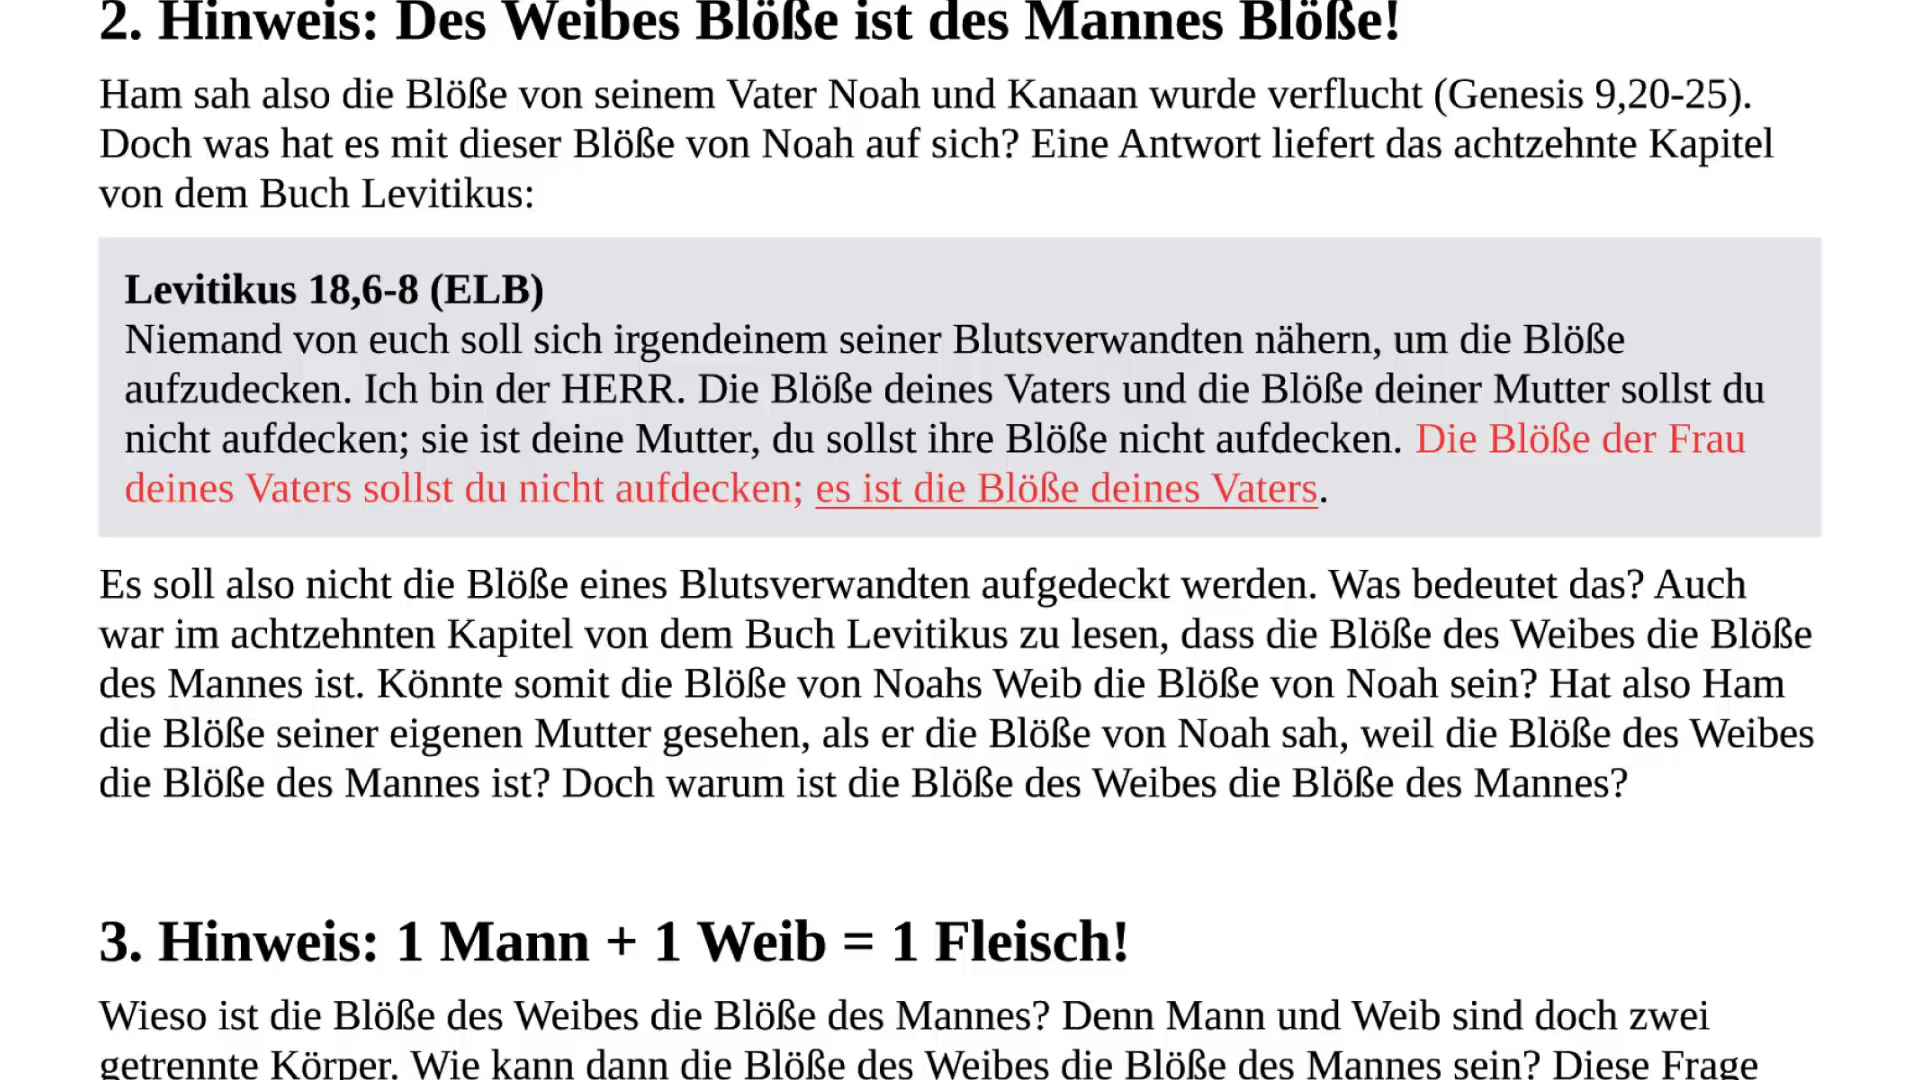 2. Hinweis: Des Weibes Blöße ist des Mannes Blöße!
Ham sah also die Blöße von seinem Vater Noah und Kanaan wurde verflucht (Genesis 9,20-25).
Doch was hat es mit dieser Blöße von Noah auf sich? Eine Antwort liefert das achtzehnte Kapitel
von dem Buch Levitikus:
Levitikus 18,6-8 (ELB)
Niemand von euch soll sich irgendeinem seiner Blutsverwandten nähern, um die Blöße
aufzudecken. Ich bin der HERR. Die Blöße deines Vaters und die Blöße deiner Mutter sollst du
nicht aufdecken; sie ist deine Mutter, du sollst ihre Blöße nicht aufdecken. Die Blöße der Frau
deines Vaters sollst du nicht aufdecken; es ist die Blöße deines Vaters.
Es soll also nicht die Blöße eines Blutsverwandten aufgedeckt werden. Was bedeutet das? Auch
war im achtzehnten Kapitel von dem Buch Levitikus zu lesen, dass die Blöße des Weibes die Blöße
des Mannes ist. Könnte somit die Blöße von Noahs Weib die Blöße von Noah sein? Hat also Ham
die Blöße seiner eigenen Mutter gesehen, als er die Blöße von Noah sah, weil die Blöße des Weibes
die Blöße des Mannes ist? Doch warum ist die Blöße des Weibes die Blöße des Mannes?
3. Hinweis: 1 Mann + 1 Weib = 1 Fleisch!
Wieso ist die Blöße des Weibes die Blöße des Mannes? Denn Mann und Weib sind doch zwei
getrennte Körper. Wie kann dann die Blöße des Weibes die Blöße des Mannes sein? Diese Frage